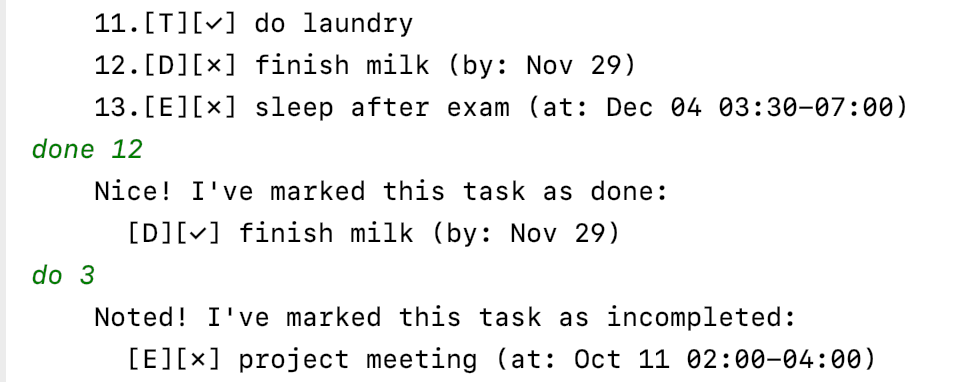 11.[T][✓] do laundry
12.[D][×] finish milk (by: Nov 29)
13.[E][×] sleep after exam (at: Dec 04 03:30–07:00)
done 12
Nice! I've marked this task as done:
[D][✓] finish milk (by: Nov 29)
do 3
Noted! I've marked this task as incompleted:
[E][×] project meeting (at: Oct 11 02:00–04:00)